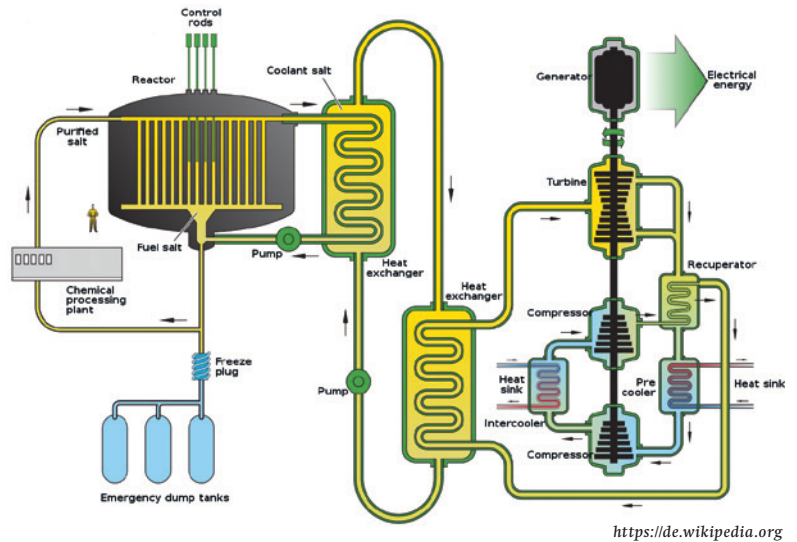 Control
rods
Reactor
Coolant salt
Generator
Electrical
energy
Purified
salt
Turbine
Fuel salt
Pump
Heat
exchanger
Heat
exchanger
Recuperator
Chemical
processing
plant
Compressor
Freeze
plug
Pump
Heat
sink
Pre
cooler
Heat sink
Intercooler
Compressor
Emergency dump tanks
https://de.wikipedia.org